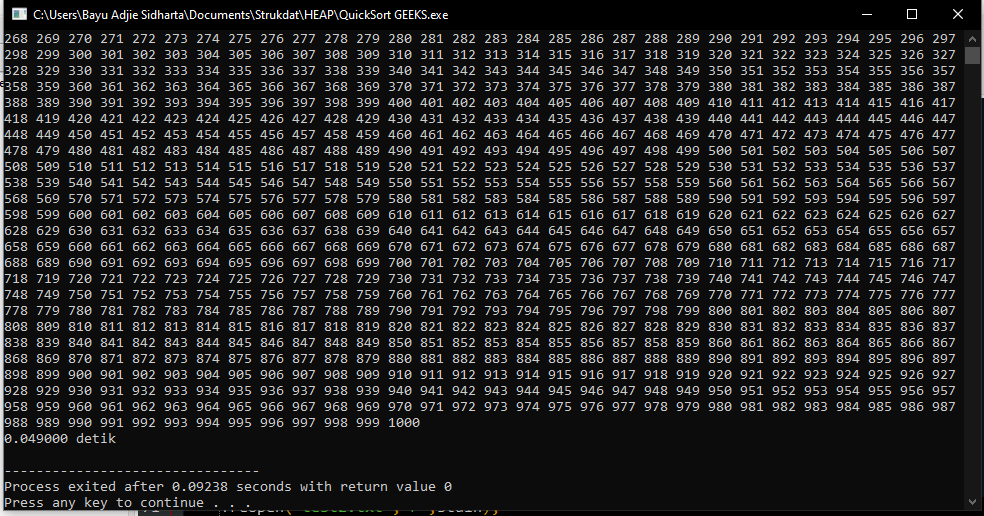 C:\Users\Bayu Adjie Sidharta\Documents\Strukdat\HEAP\QuickSort GEEKS.exe
268 269 270 271 272 273 274 275 276 277 278 279 280 281 282 283 284 285 286 287 288 289 290 291 292 293 294 295 296 297
298 299 300 301 302 303 304 305 306 307 308 309 310 311 312 313 314 315 316 317 318 319 320 321 322 323 324 325 326 327
328 329 330 331 332 333 334 335 336 337 338 339 340 341 342 343 344 345 346 347 348 349 350 351 352 353 354 355 356 357
358 359 360 361 362 363 364 365 366 367 368 369 370 371 372 373 374 375 376 377 378 379 380 381 382 383 384 385 386 387
388 389 390 391 392 393 394 395 396 397 398 399 400 401 402 403 404 405 406 407 408 409 410 411 412 413 414 415 416 417
418 419 420 421 422 423 424 425 426 427 428 429 430 431 432 433 434 435 436 437 438 439 440 441 442 443 444 445 446 447
448 449 450 451 452 453 454 455 456 457 458 459 460 461 462 463 464 465 466 467 468 469 470 471 472 473 474 475 476 477
478 479 480 481 482 483 484 485 486 487 488 489 490 491 492 493 494 495 496 497 498 499 500 501 502 503 504 505 506 507
508 509 510 511 512 513 514 515 516 517 518 519 520 521 522 523 524 525 526 527 528 529 530 531 532 533 534 535 536 537
538 539 540 541 542 543 544 545 546 547 548 549 550 551 552 553 554 555 556 557 558 559 560 561 562 563 564 565 566 567
568 569 570 571 572 573 574 575 576 577 578 579 580 581 582 583 584 585 586 587 588 589 590 591 592 593 594 595 596 597
598 599 600 601 602 603 604 605 606 607 608 609 610 611 612 613 614 615 616 617 618 619 620 621 622 623 624 625 626 627
628 629 630 631 632 633 634 635 636 637 638 639 640 641 642 643 644 645 646 647 648 649 650 651 652 653 654 655 656 657
658 659 660 661 662 663 664 665 666 667 668 669 670 671 672 673 674 675 676 677 678 679 680 681 682 683 684 685 686 687
688 689 690 691 692 693 694 695 696 697 698 699 700 701 702 703 704 705 706 707 708 709 710 711 712 713 714 715 716 717
718 719 720 721 722 723 724 725 726 727 728 729 730 731 732 733 734 735 736 737 738 739 740 741 742 743 744 745 746 747
748 749 750 751 752 753 754 755 756 757 758 759 760 761 762 763 764 765 766 767 768 769 770 771 772 773 774 775 776 777
778 779 780 781 782 783 784 785 786 787 788 789 790 791 792 793 794 795 796 797 798 799 800 801 802 803 804 805 806 807
808 809 810 811 812 813 814 815 816 817 818 819 820 821 822 823 824 825 826 827 828 829 830 831 832 833 834 835 836 837
838 839 840 841 842 843 844 845 846 847 848 849 850 851 852 853 854 855 856 857 858 859 860 861 862 863 864 865 866 867
868 869 870 871 872 873 874 875 876 877 878 879 880 881 882 883 884 885 886 887 888 889 890 891 892 893 894 895 896 897
898 899 900 901 902 903 904 905 906 907 908 909 910 911 912 913 914 915 916 917 918 919 920 921 922 923 924 925 926 927
928 929 930 931 932 933 934 935 936 937 938 939 940 941 942 943 944 945 946 947 948 949 950 951 952 953 954 955 956 957
958 959 960 961 962 963 964 965 966 967 968 969 970 971 972 973 974 975 976 977 978 979 980 981 982 983 984 985 986 987
988 989 990 991 992 993 994 995 996 997 998 999 1000
0.049000 detik
--------------------------------
Process exited after 0.09238 seconds with return value 0
Press any key to continue . . .